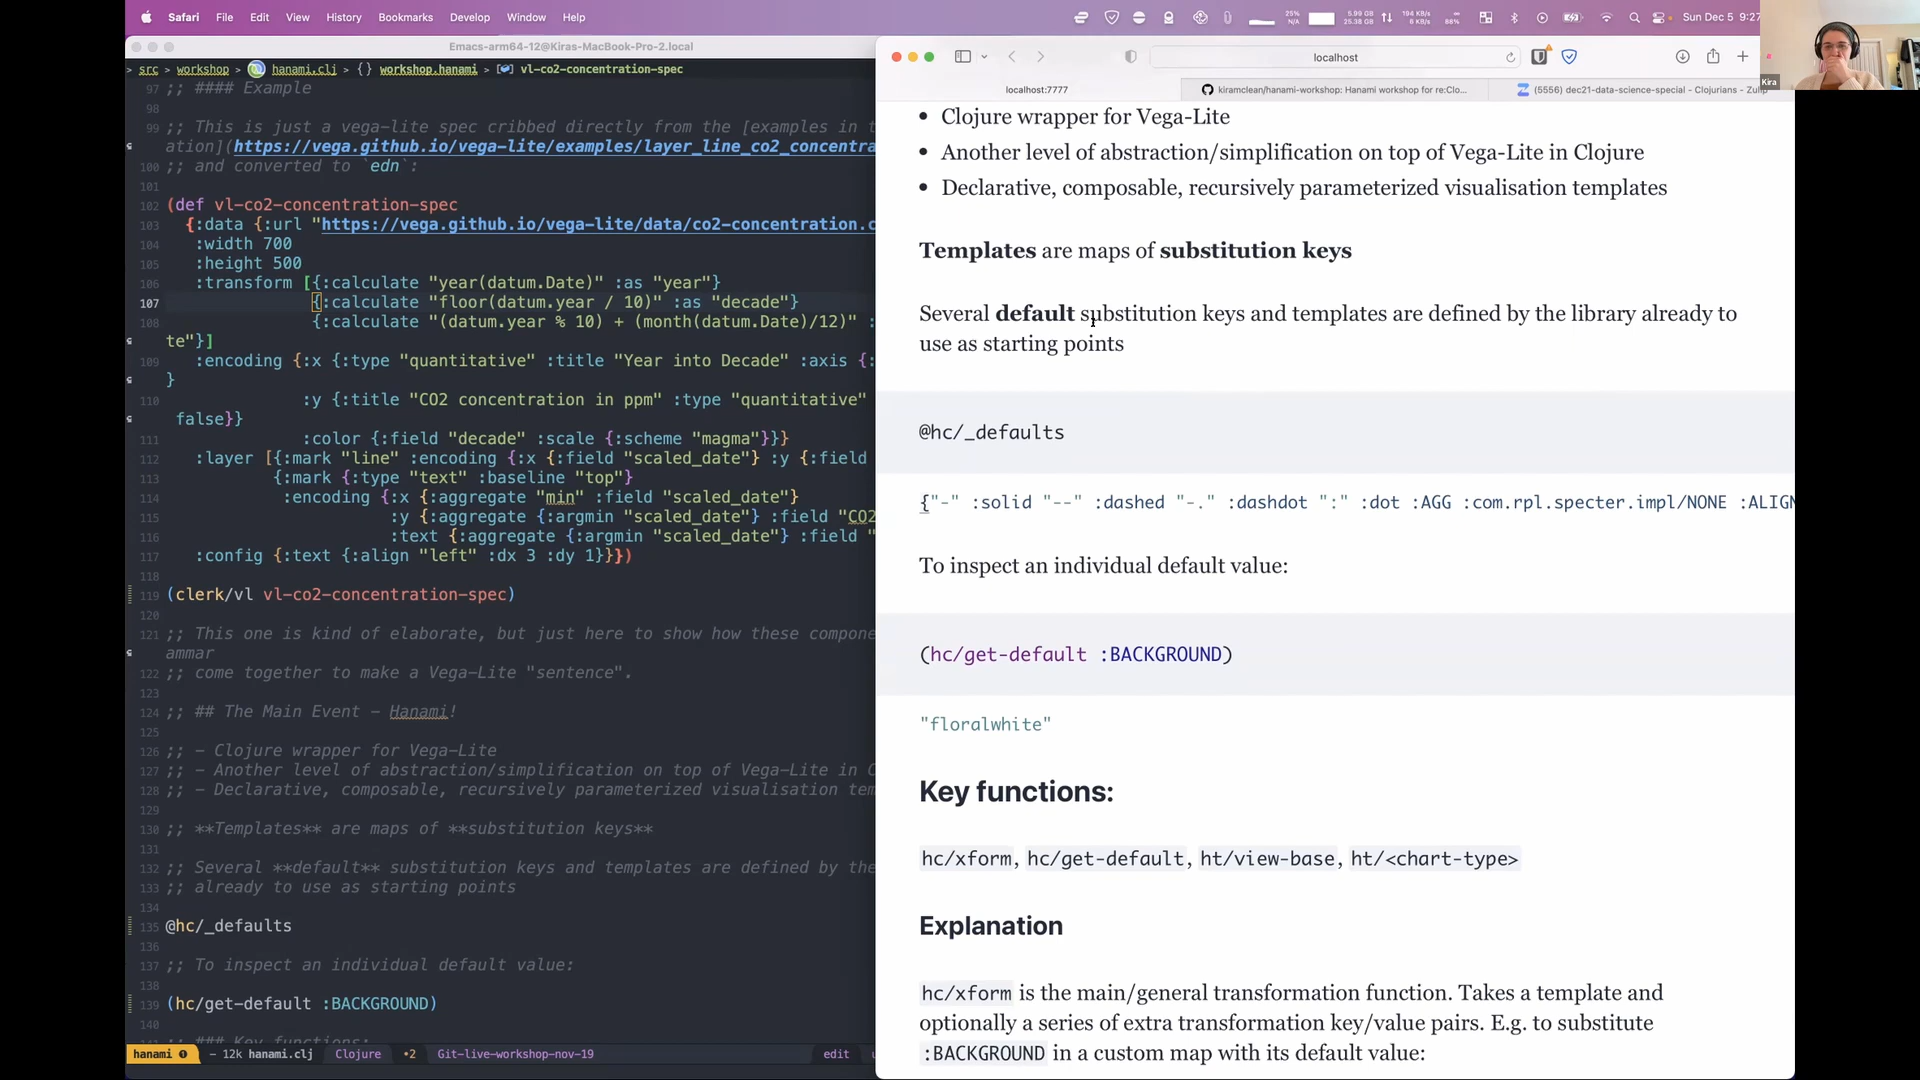 Safari File Edit View History Bookmarks Develop Window Help
25% N/A 5.99 GB 25.38 GB 194 KB/s 6 KB/s 88% Sun Dec 5 9:27
Emacs-arm64-12@Kiras-MacBook-Pro-2.local
> src > workshop > hanami.clj > {} workshop.hanami > vl-co2-concentration-spec
97 ;; #### Example
98
99 ;; This is just a vega-lite spec cribbed directly from the [examples in t
ation](https://vega.github.io/vega-lite/examples/layer_line_co2_concentra
100 ;; and converted to `edn`:
101
102 (def vl-co2-concentration-spec
103 {:data {:url "https://vega.github.io/vega-lite/data/co2-concentration.c
104 :width 700
105 :height 500
106 :transform [{:calculate "year(datum.Date)" :as "year"}
107 {:calculate "floor(datum.year / 10)" :as "decade"}
108 {:calculate "(datum.year % 10) + (month(datum.Date)/12)" :
te"}]
109 :encoding {:x {:type "quantitative" :title "Year into Decade" :axis {:
}
110 :y {:title "CO2 concentration in ppm" :type "quantitative"
false}}
111 :color {:field "decade" :scale {:scheme "magma"}}}
112 :layer [{:mark "line" :encoding {:x {:field "scaled_date"} :y {:field
113 {:mark {:type "text" :baseline "top"}
114 :encoding {:x {:aggregate "min" :field "scaled_date"}
115 :y {:aggregate {:argmin "scaled_date"} :field "CO2
116 :text {:aggregate {:argmin "scaled_date"} :field "
117 :config {:text {:align "left" :dx 3 :dy 1}}})
118
119 (clerk/vl vl-co2-concentration-spec)
120
121 ;; This one is kind of elaborate, but just here to show how these compone
ammar
122 ;; come together to make a Vega-Lite "sentence".
123
124 ;; ## The Main Event – Hanami!
125
126 ;; - Clojure wrapper for Vega-Lite
127 ;; - Another level of abstraction/simplification on top of Vega-Lite in C
128 ;; - Declarative, composable, recursively parameterized visualisation tem
129
130 ;; **Templates** are maps of **substitution keys**
131
132 ;; Several **default** substitution keys and templates are defined by the
133 ;; already to use as starting points
134
135 @hc/_defaults
136
137 ;; To inspect an individual default value:
138
139 (hc/get-default :BACKGROUND)
140
;; ### Key functions:
hanami – 12k hanami.clj Clojure •2 Git-live-workshop-nov-19 edit
localhost
localhost:7777
kiramclean/hanami-workshop: Hanami workshop for re:Clo...
(5556) dec21-data-science-special - Clojurians - Zulip
Kira
• Clojure wrapper for Vega-Lite
• Another level of abstraction/simplification on top of Vega-Lite in Clojure
• Declarative, composable, recursively parameterized visualisation templates
Templates are maps of substitution keys
Several default substitution keys and templates are defined by the library already to
use as starting points
@hc/_defaults
{"-" :solid "--" :dashed "-." :dashdot ":" :dot :AGG :com.rpl.specter.impl/NONE :ALIGN
To inspect an individual default value:
(hc/get-default :BACKGROUND)
"floralwhite"
Key functions:
hc/xform, hc/get-default, ht/view-base, ht/<chart-type>
Explanation
hc/xform is the main/general transformation function. Takes a template and
optionally a series of extra transformation key/value pairs. E.g. to substitute
:BACKGROUND in a custom map with its default value: